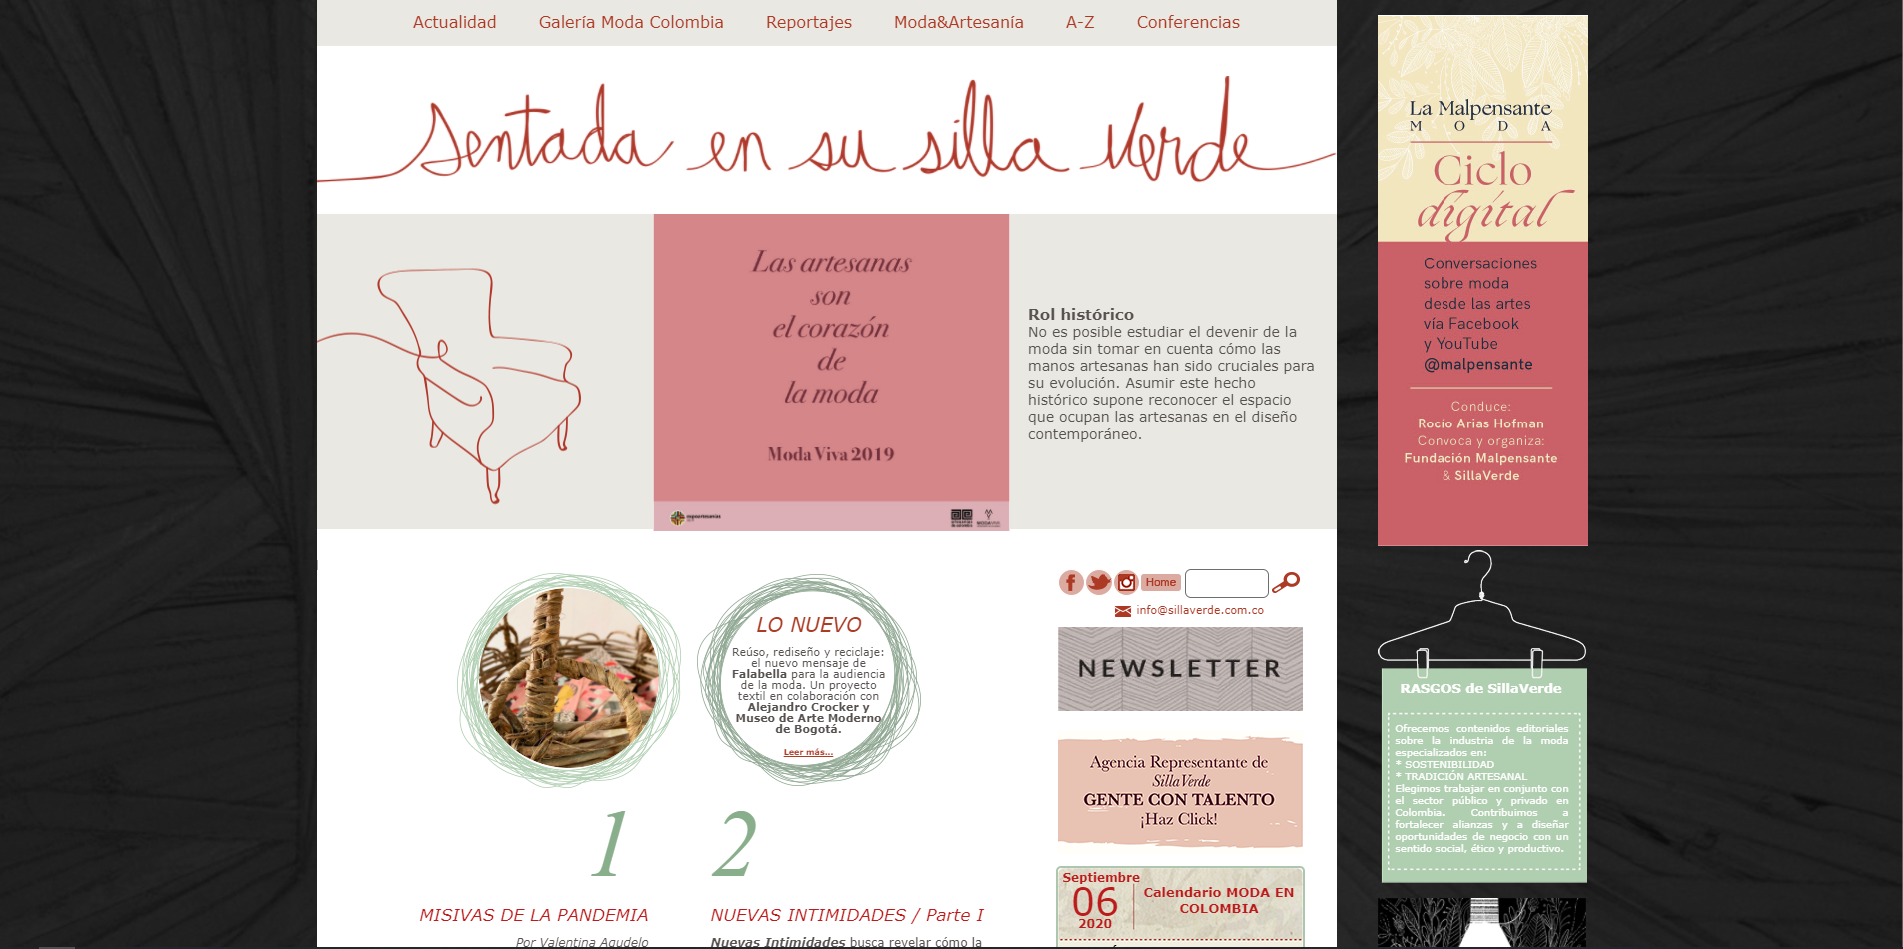 Actualidad
Galería Moda Colombia
Reportajes
Moda&Artesanía
A-Z
Conferencias
Sentada en su silla verde
Las artesanas
son
el corazón
de
la moda
Moda Viva 2019
expoartesanías
Rol histórico
No es posible estudiar el devenir de la
moda sin tomar en cuenta cómo las
manos artesanas han sido cruciales para
su evolución. Asumir este hecho
histórico supone reconocer el espacio
que ocupan las artesanas en el diseño
contemporáneo.
LO NUEVO
Reúso, rediseño y reciclaje:
el nuevo mensaje de
Falabella para la audiencia
de la moda. Un proyecto
textil en colaboración con
Alejandro Crocker y
Museo de Arte Moderno
de Bogotá.
Leer más...
1
MISIVAS DE LA PANDEMIA
Por Valentina Agudelo
2
NUEVAS INTIMIDADES / Parte I
Nuevas Intimidades busca revelar cómo la
Home
info@sillaverde.com.co
NEWSLETTER
Agencia Representante de
SillaVerde
GENTE CON TALENTO
¡Haz Click!
Septiembre
06
2020
Calendario MODA EN
COLOMBIA
La Malpensante
MODA
Ciclo
digital
Conversaciones
sobre moda
desde las artes
vía Facebook
y YouTube
@malpensante
Conduce:
Rocío Arias Hofman
Convoca y organiza:
Fundación Malpensante
& SillaVerde
RASGOS de SillaVerde
Ofrecemos contenidos editoriales
sobre la industria de la moda
especializados en:
* SOSTENIBILIDAD
* TRADICIÓN ARTESANAL
Elegimos trabajar en conjunto con
el sector público y privado en
Colombia. Contribuimos a
fortalecer alianzas y a diseñar
oportunidades de negocio con un
sentido social, ético y productivo.